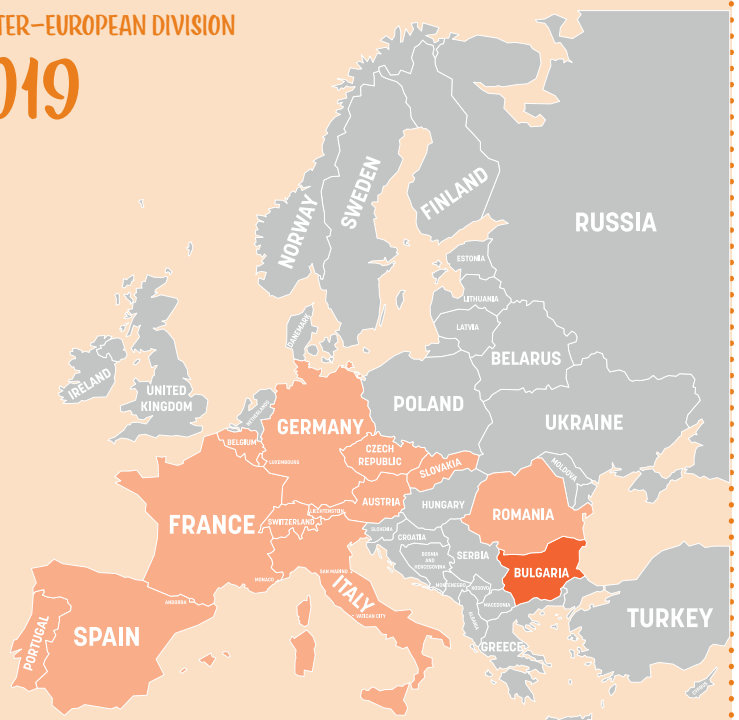 TER-EUROPEAN DIVISION
019
NORWAY
SWEDEN
FINLAND
RUSSIA
ESTONIA
LITHUANIA
LATVIA
DENMARK
BELARUS
IRELAND
UNITED
KINGDOM
NETHERLANDS
POLAND
GERMANY
UKRAINE
BELGIUM
LUXEMBOURG
CZECH
REPUBLIC
SLOVAKIA
MOLDOVA
AUSTRIA
HUNGARY
LIECHTENSTEIN
FRANCE
SWITZERLAND
ROMANIA
SLOVENIA
CROATIA
BOSNIA
AND
HERZEGOVINA
SERBIA
BULGARIA
MONACO
SAN MARINO
ITALY
VATICAN CITY
MONTENEGRO
KOSOVO
MACEDONIA
ALBANIA
GREECE
ANDORRA
PORTUGAL
SPAIN
TURKEY
CYPRUS